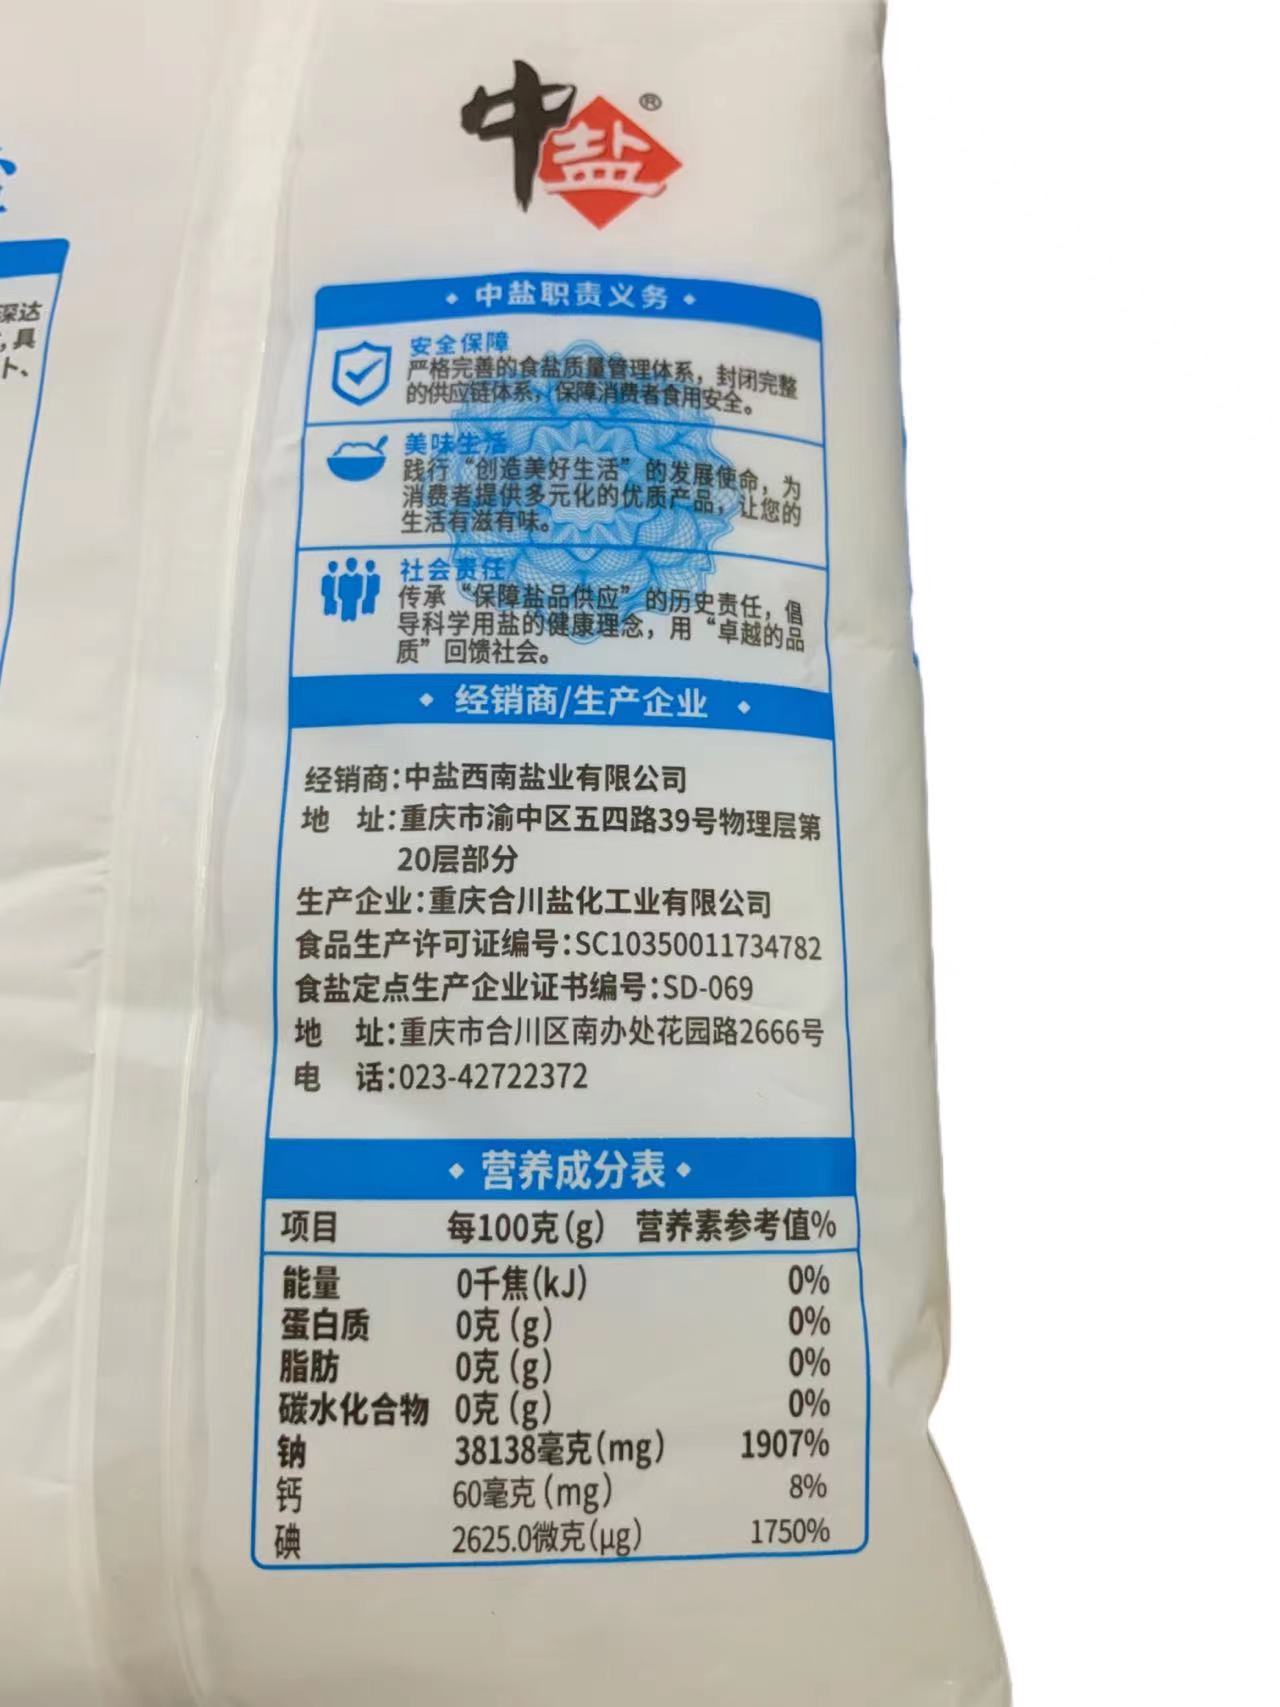 中盐®
深达
,具
卜、
中盐职责义务
安全保障
严格完善的食盐质量管理体系，封闭完整
的供应链体系，保障消费者食用安全。
美味生活
践行“创造美好生活”的发展使命，为
消费者提供多元化的优质产品，让您的
生活有滋有味。
社会责任
传承“保障盐品供应”的历史责任，倡
导科学用盐的健康理念，用“卓越的品
质”回馈社会。
经销商/生产企业
经销商：中盐西南盐业有限公司
地 址：重庆市渝中区五四路39号物理层第
20层部分
生产企业：重庆合川盐化工业有限公司
食品生产许可证编号：SC10350011734782
食盐定点生产企业证书编号：SD-069
地 址：重庆市合川区南办处花园路2666号
电 话：023-42722372
营养成分表
项目 每100克(g) 营养素参考值%
能量 0千焦(kJ) 0%
蛋白质 0克(g) 0%
脂肪 0克(g) 0%
碳水化合物 0克(g) 0%
钠 38138毫克(mg) 1907%
钙 60毫克(mg) 8%
碘 2625.0微克(μg) 1750%